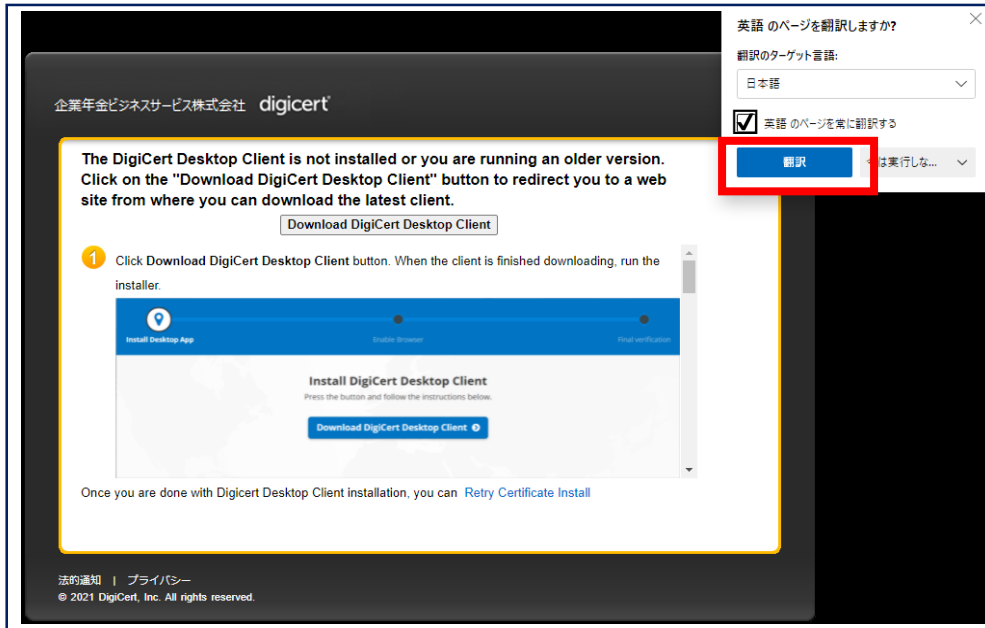 英語 のページを翻訳しますか?
翻訳のターゲット言語:
日本語
英語 のページを常に翻訳する
翻訳
は実行しな...
企業年金ビジネスサービス株式会社 digicert
The DigiCert Desktop Client is not installed or you are running an older version.
Click on the "Download DigiCert Desktop Client" button to redirect you to a web
site from where you can download the latest client.
Download DigiCert Desktop Client
1 Click Download DigiCert Desktop Client button. When the client is finished downloading, run the
installer.
Install Desktop App
Enable Browser
Final verification
Install DigiCert Desktop Client
Press the button and follow the instructions below.
Download DigiCert Desktop Client
Once you are done with Digicert Desktop Client installation, you can Retry Certificate Install
法的通知 | プライバシー
© 2021 DigiCert, Inc. All rights reserved.